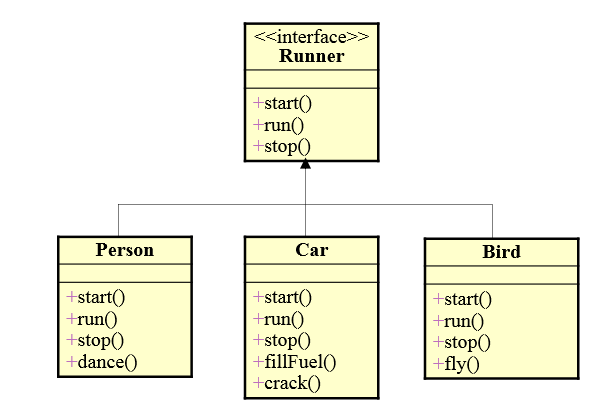 <<interface>>
Runner
+start()
+run()
+stop()
Person
+start()
+run()
+stop()
+dance()
Car
+start()
+run()
+stop()
+fillFuel()
+crack()
Bird
+start()
+run()
+stop()
+fly()